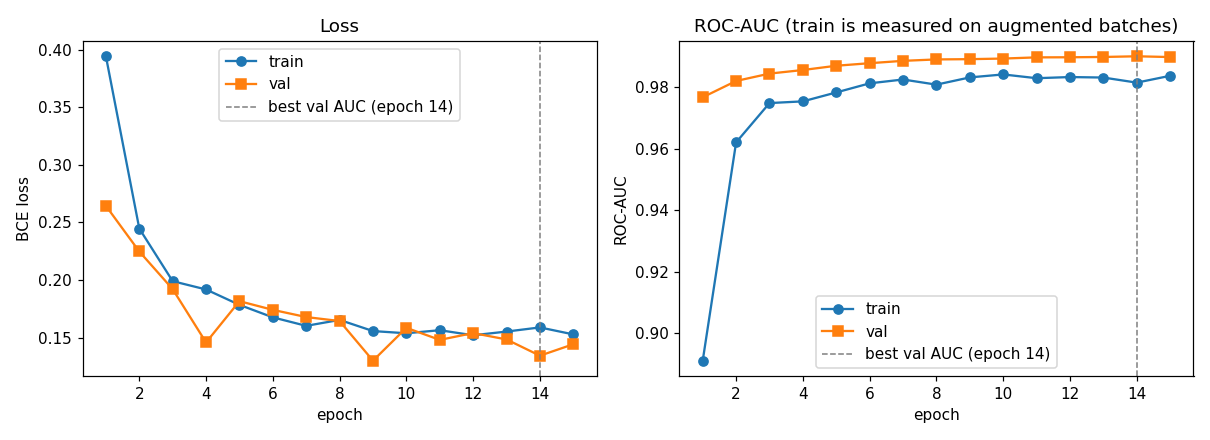 Loss
BCE loss
0.40
0.35
0.30
0.25
0.20
0.15
train
val
best val AUC (epoch 14)
2
4
6
8
10
12
14
epoch
ROC-AUC (train is measured on augmented batches)
ROC-AUC
0.98
0.96
0.94
0.92
0.90
train
val
best val AUC (epoch 14)
2
4
6
8
10
12
14
epoch